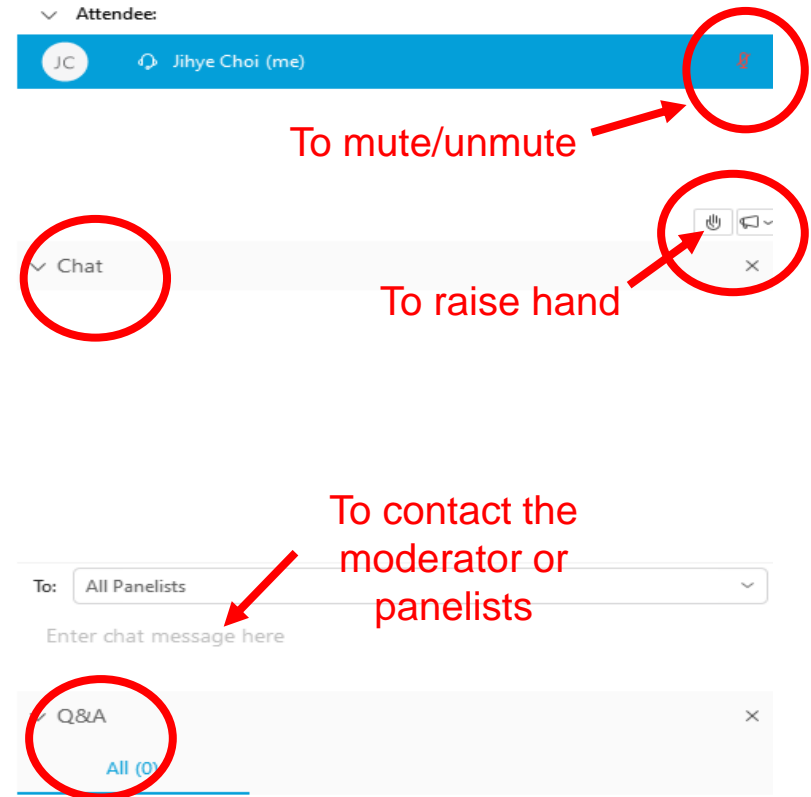 Attendee:
JC Jihye Choi (me)
To mute/unmute
Chat
To raise hand
To contact the
moderator or
panelists
To: All Panelists
Enter chat message here
Q&A
All (0)